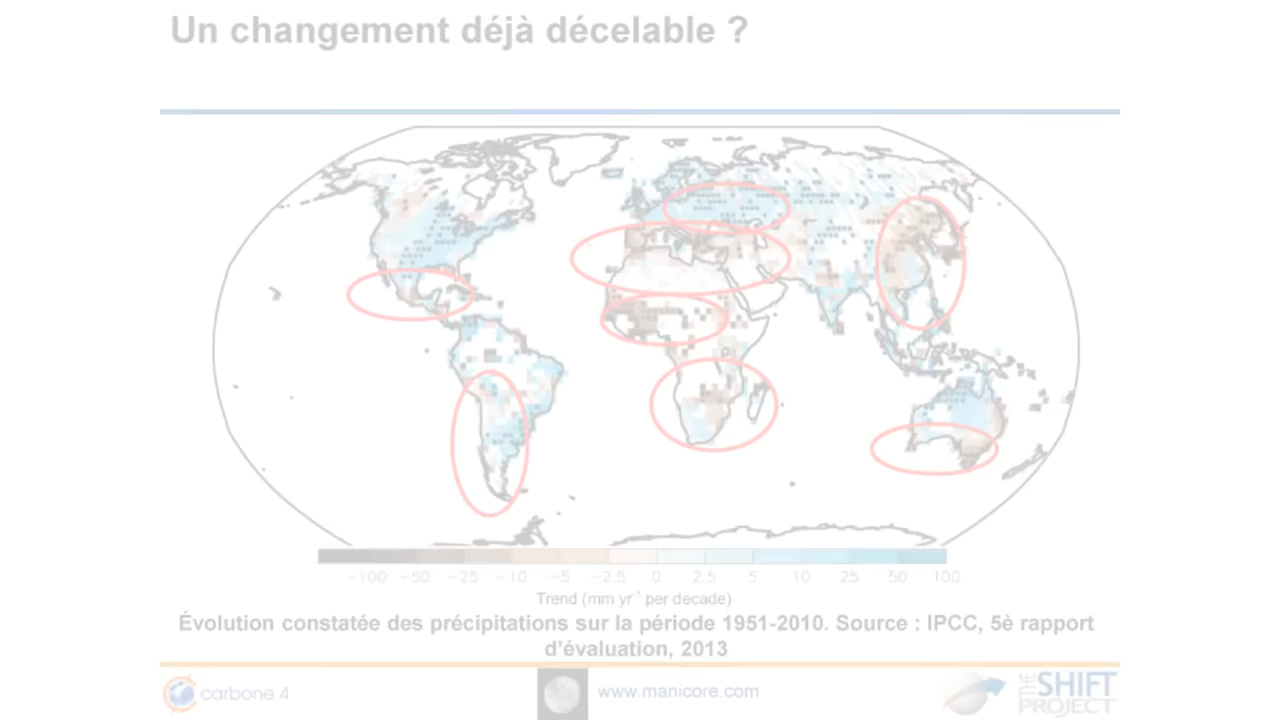 Un changement déjà décelable ?
−100 −50 −25 −10 −5 −2.5 0 2.5 5 10 25 50 100
Trend (mm yr⁻¹ per decade)
Évolution constatée des précipitations sur la période 1951-2010. Source : IPCC, 5è rapport
d'évaluation, 2013
carbone 4
www.manicore.com
THE SHIFT
PROJECT